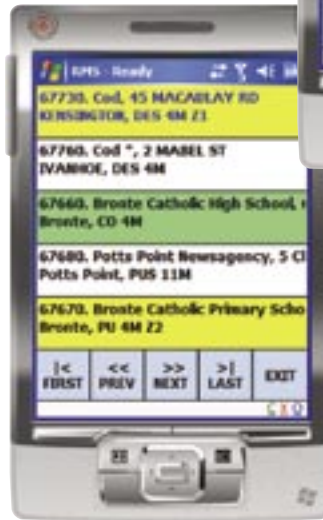 RMS - Ready
67730. Cod, 45 MACAULAY RD
KENSINGTON, DES 4M Z1
67760. Cod ", 2 MABEL ST
IVANHOE, DES 4M
67660. Bronte Catholic High School,
Bronte, CO 4M
67680. Potts Point Newsagency, 5 Cl
Potts Point, PUS 11M
67670. Bronte Catholic Primary Scho
Bronte, PU 4M Z2
|< << >> >|
FIRST PREV NEXT LAST EXIT
C X Q